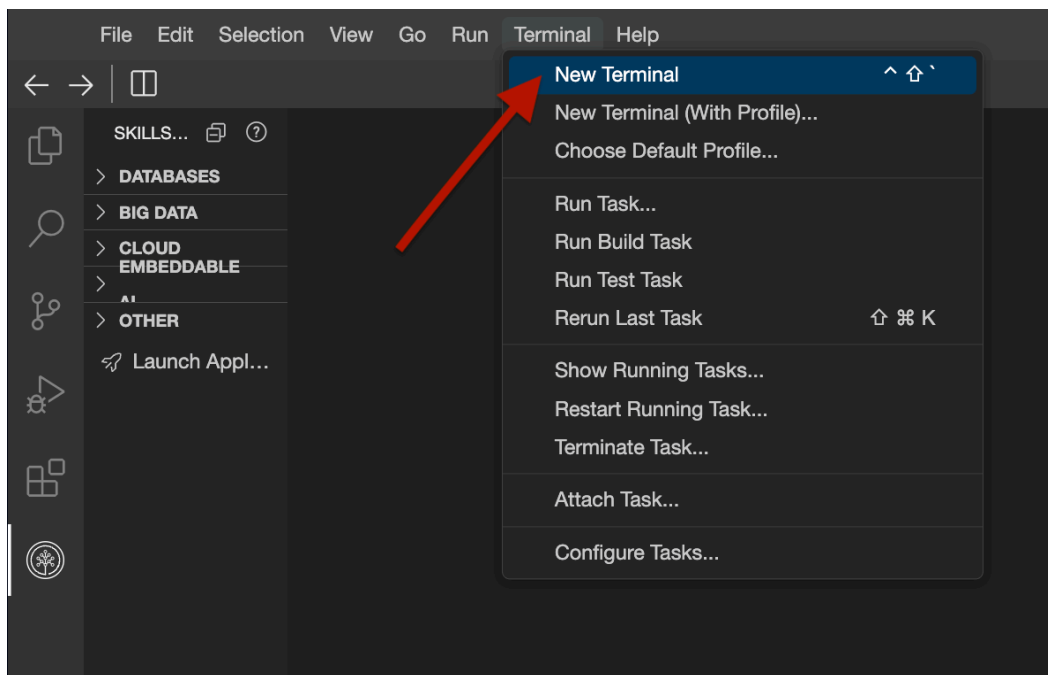 File Edit Selection View Go Run Terminal Help
New Terminal ^ ⇧ `
New Terminal (With Profile)...
Choose Default Profile...
Run Task...
Run Build Task
Run Test Task
Rerun Last Task ⇧ ⌘ K
Show Running Tasks...
Restart Running Task...
Terminate Task...
Attach Task...
Configure Tasks...
SKILLS... ?
DATABASES
BIG DATA
CLOUD
EMBEDDABLE
AI
OTHER
Launch Appl...